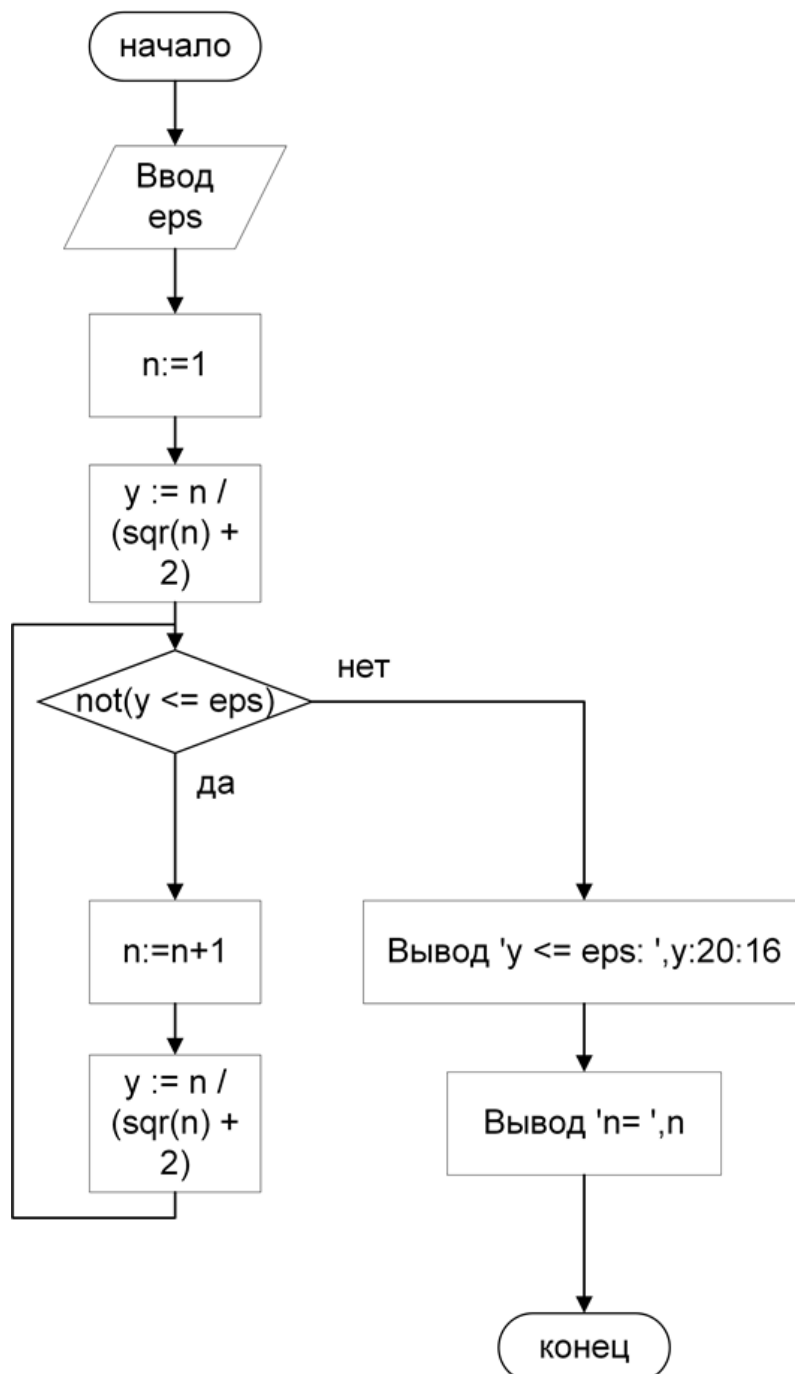 начало
Ввод
eps
n:=1
y := n /
(sqr(n) +
2)
not(y <= eps)
нет
да
n:=n+1
y := n /
(sqr(n) +
2)
Вывод 'y <= eps: ',y:20:16
Вывод 'n= ',n
конец